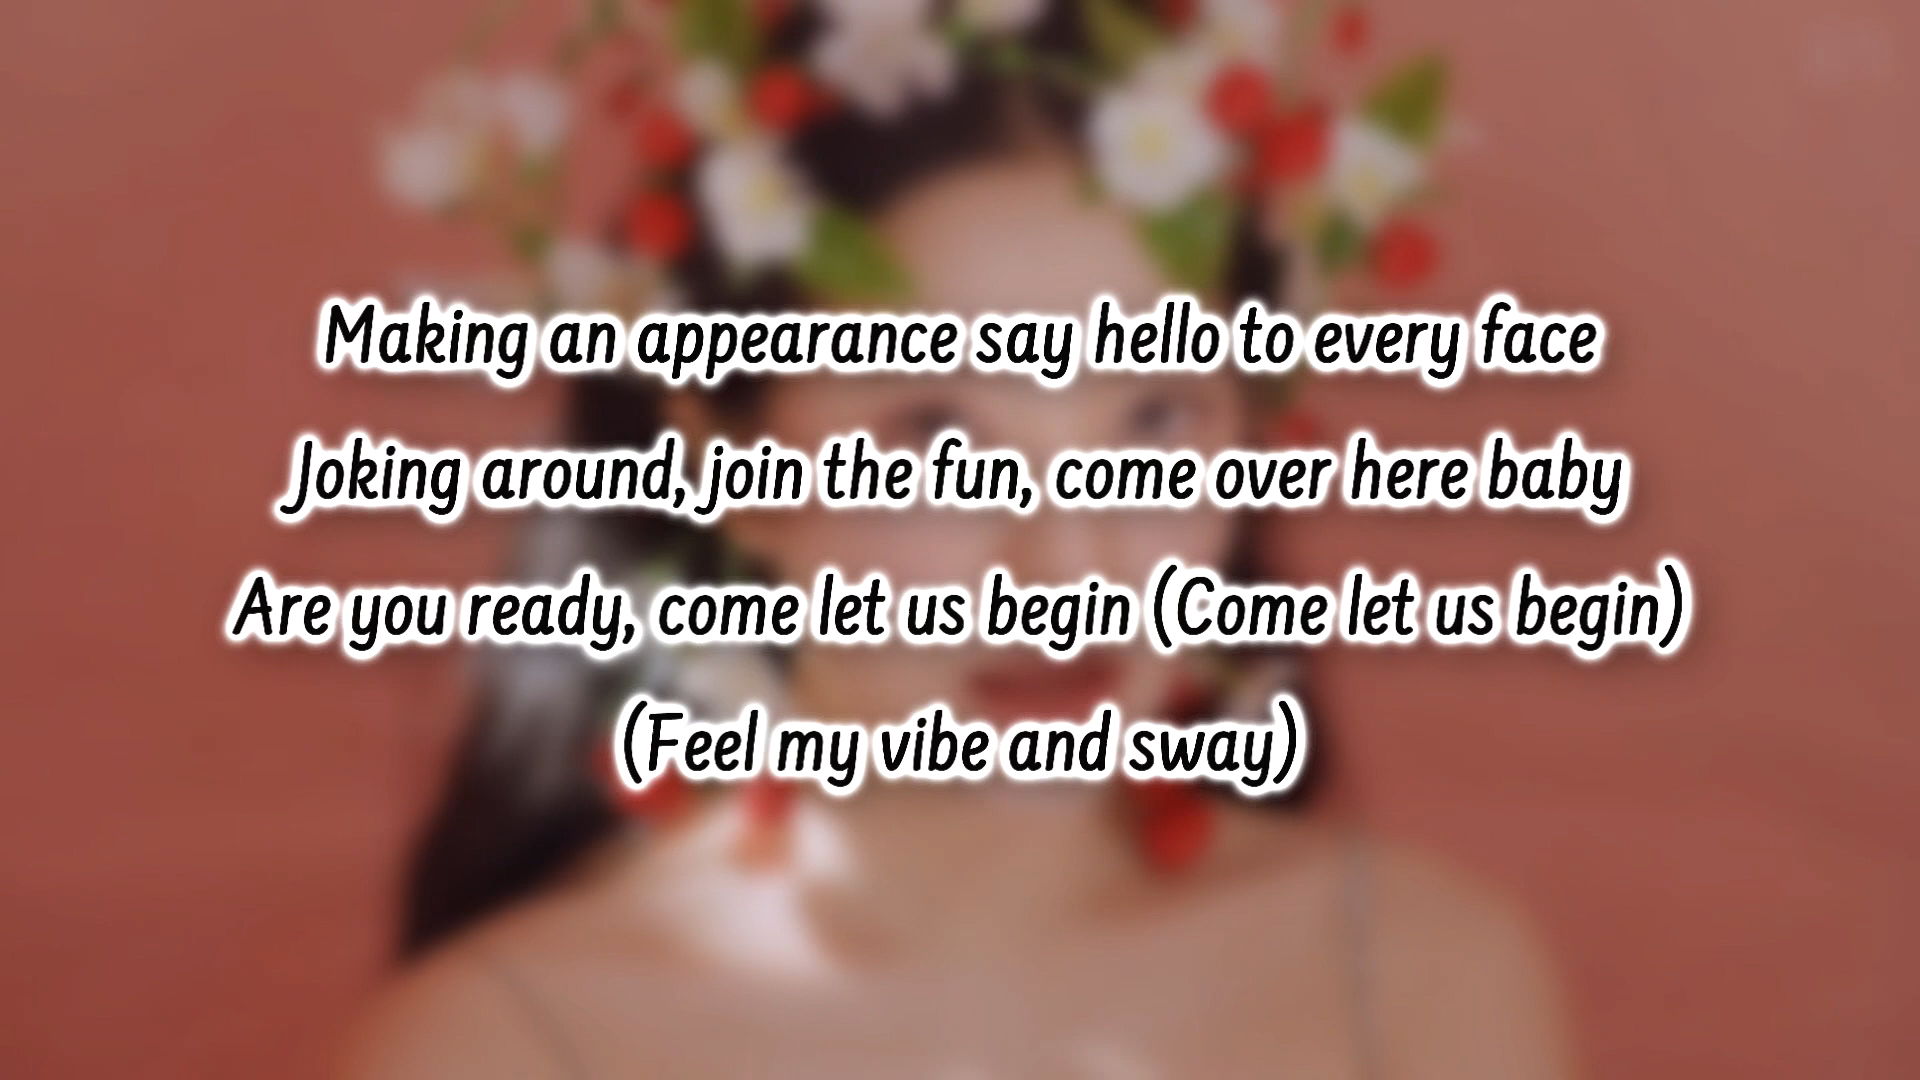 Making an appearance say hello to every face
Joking around, join the fun, come over here baby
Are you ready, come let us begin (Come let us begin)
(Feel my vibe and sway)